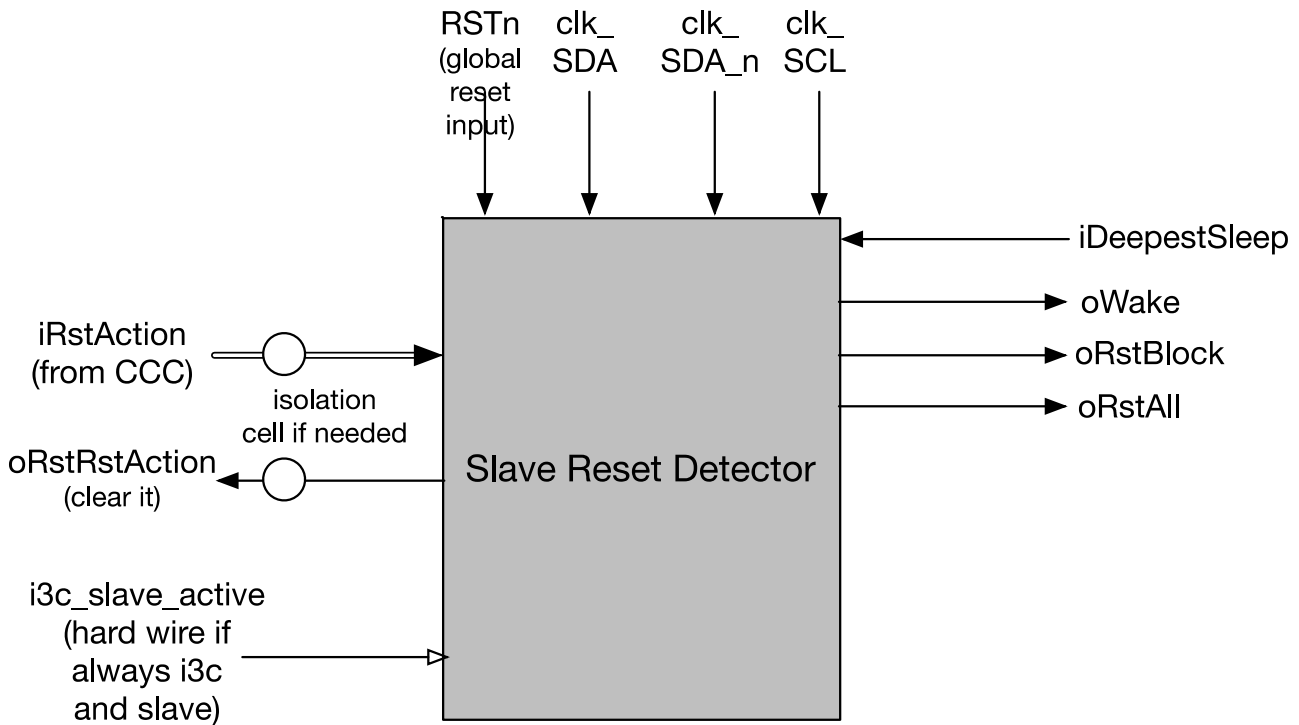 RSTn
(global
reset
input)
clk_
SDA
clk_
SDA_n
clk_
SCL
iDeepestSleep
oWake
oRstBlock
oRstAll
iRstAction
(from CCC)
isolation
cell if needed
oRstRstAction
(clear it)
Slave Reset Detector
i3c_slave_active
(hard wire if
always i3c
and slave)